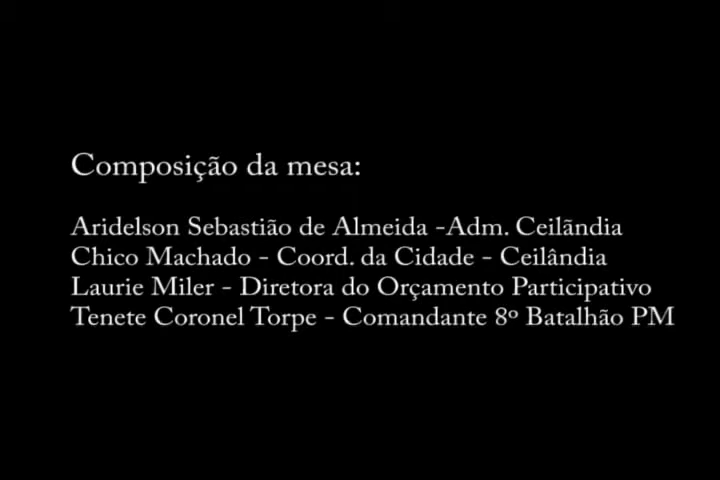 Composição da mesa:
Aridelson Sebastião de Almeida -Adm. Ceilãndia
Chico Machado - Coord. da Cidade - Ceilândia
Laurie Miler - Diretora do Orçamento Participativo
Tenete Coronel Torpe - Comandante 8º Batalhão PM